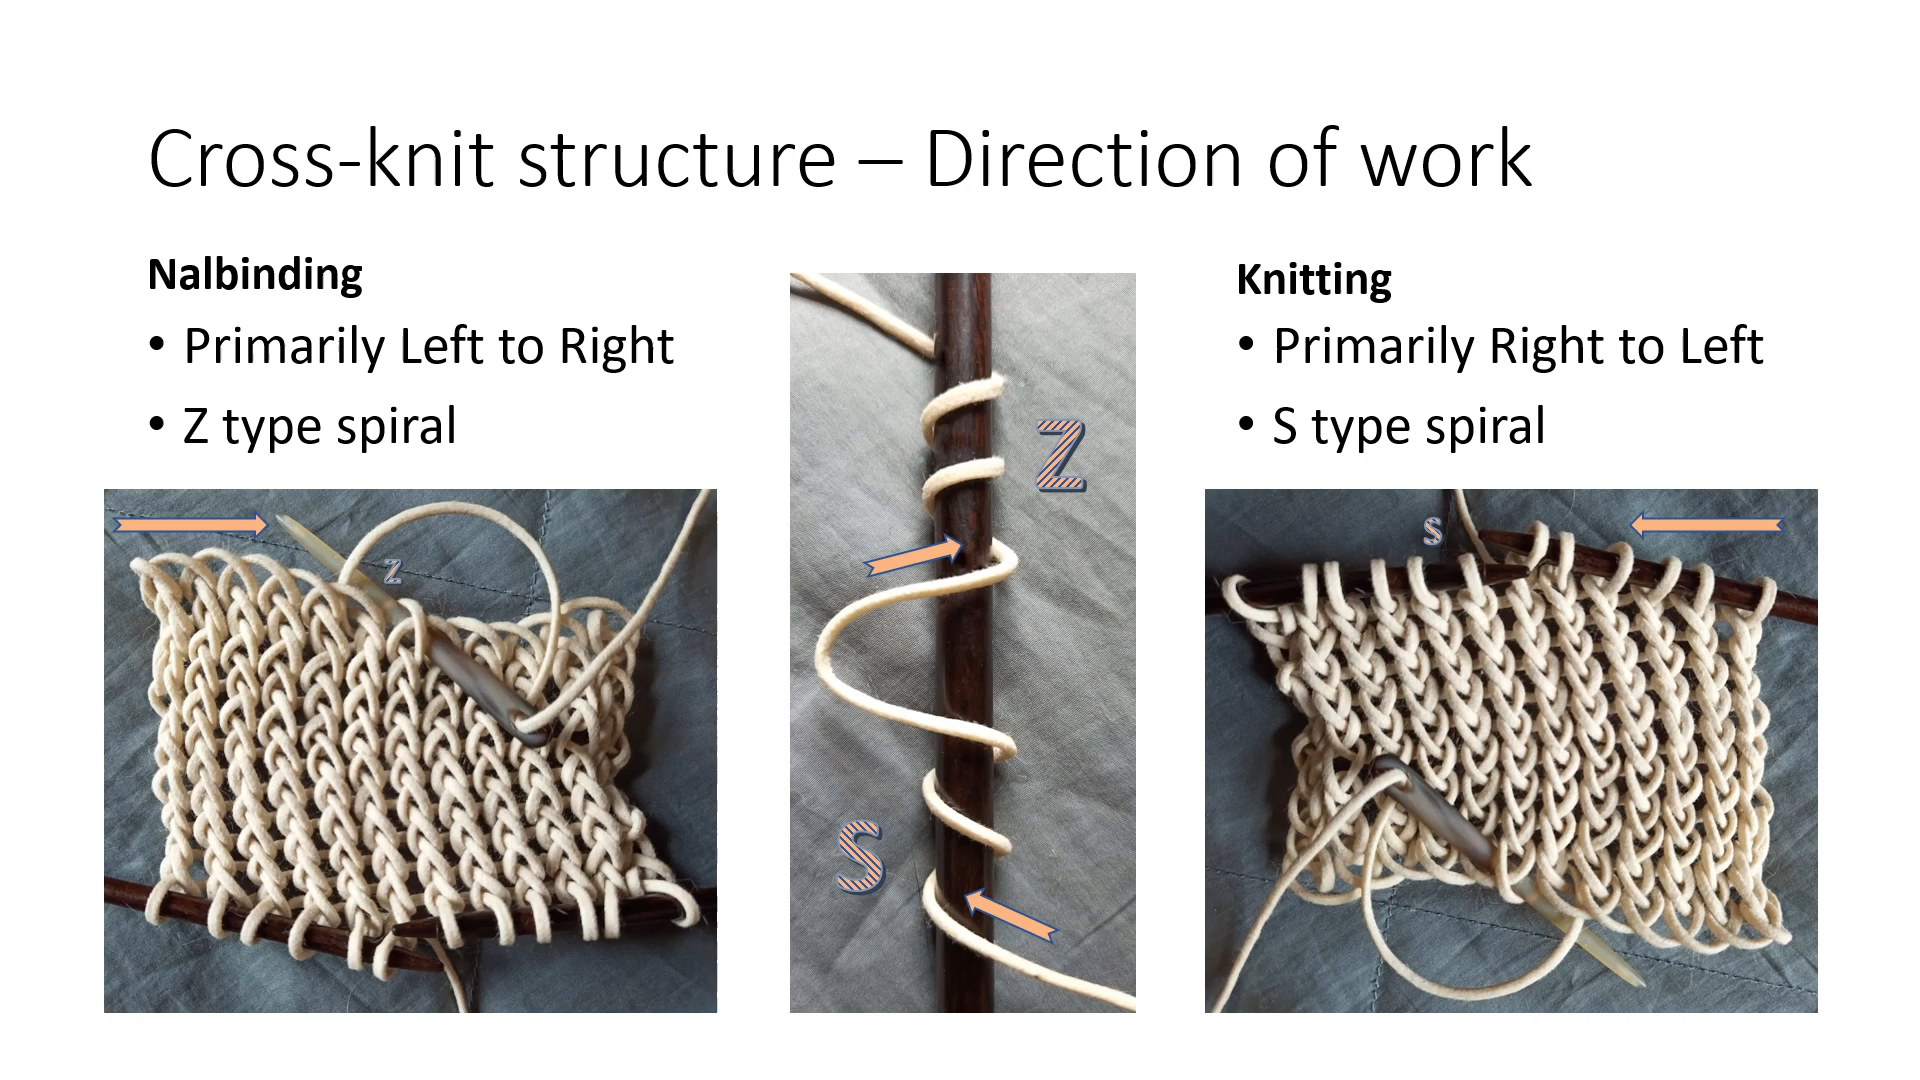 Cross-knit structure – Direction of work
Nalbinding
• Primarily Left to Right
• Z type spiral
Z
Z
S
Knitting
• Primarily Right to Left
• S type spiral
S